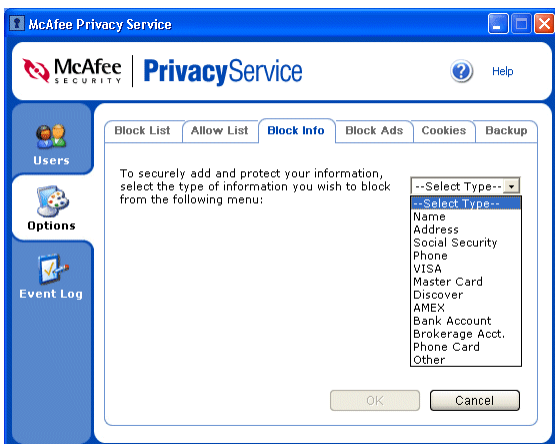 McAfee Privacy Service
McAfee
SECURITY
PrivacyService
Help
Users
Options
Event Log
Block List
Allow List
Block Info
Block Ads
Cookies
Backup
To securely add and protect your information,
select the type of information you wish to block
from the following menu:
--Select Type--
--Select Type--
Name
Address
Social Security
Phone
VISA
Master Card
Discover
AMEX
Bank Account
Brokerage Acct.
Phone Card
Other
OK
Cancel